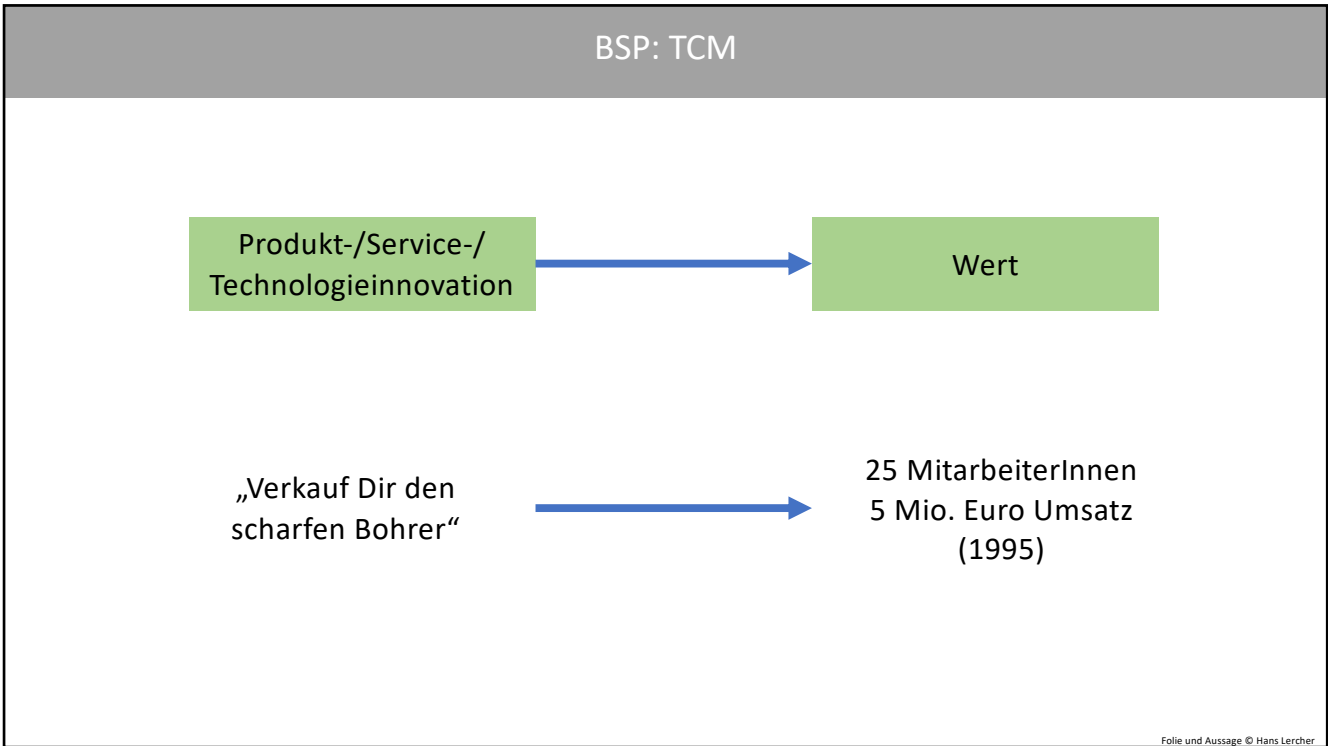 BSP: TCM
Produkt-/Service-/
Technologieinnovation
Wert
„Verkauf Dir den
scharfen Bohrer“
25 MitarbeiterInnen
5 Mio. Euro Umsatz
(1995)
Folie und Aussage © Hans Lercher